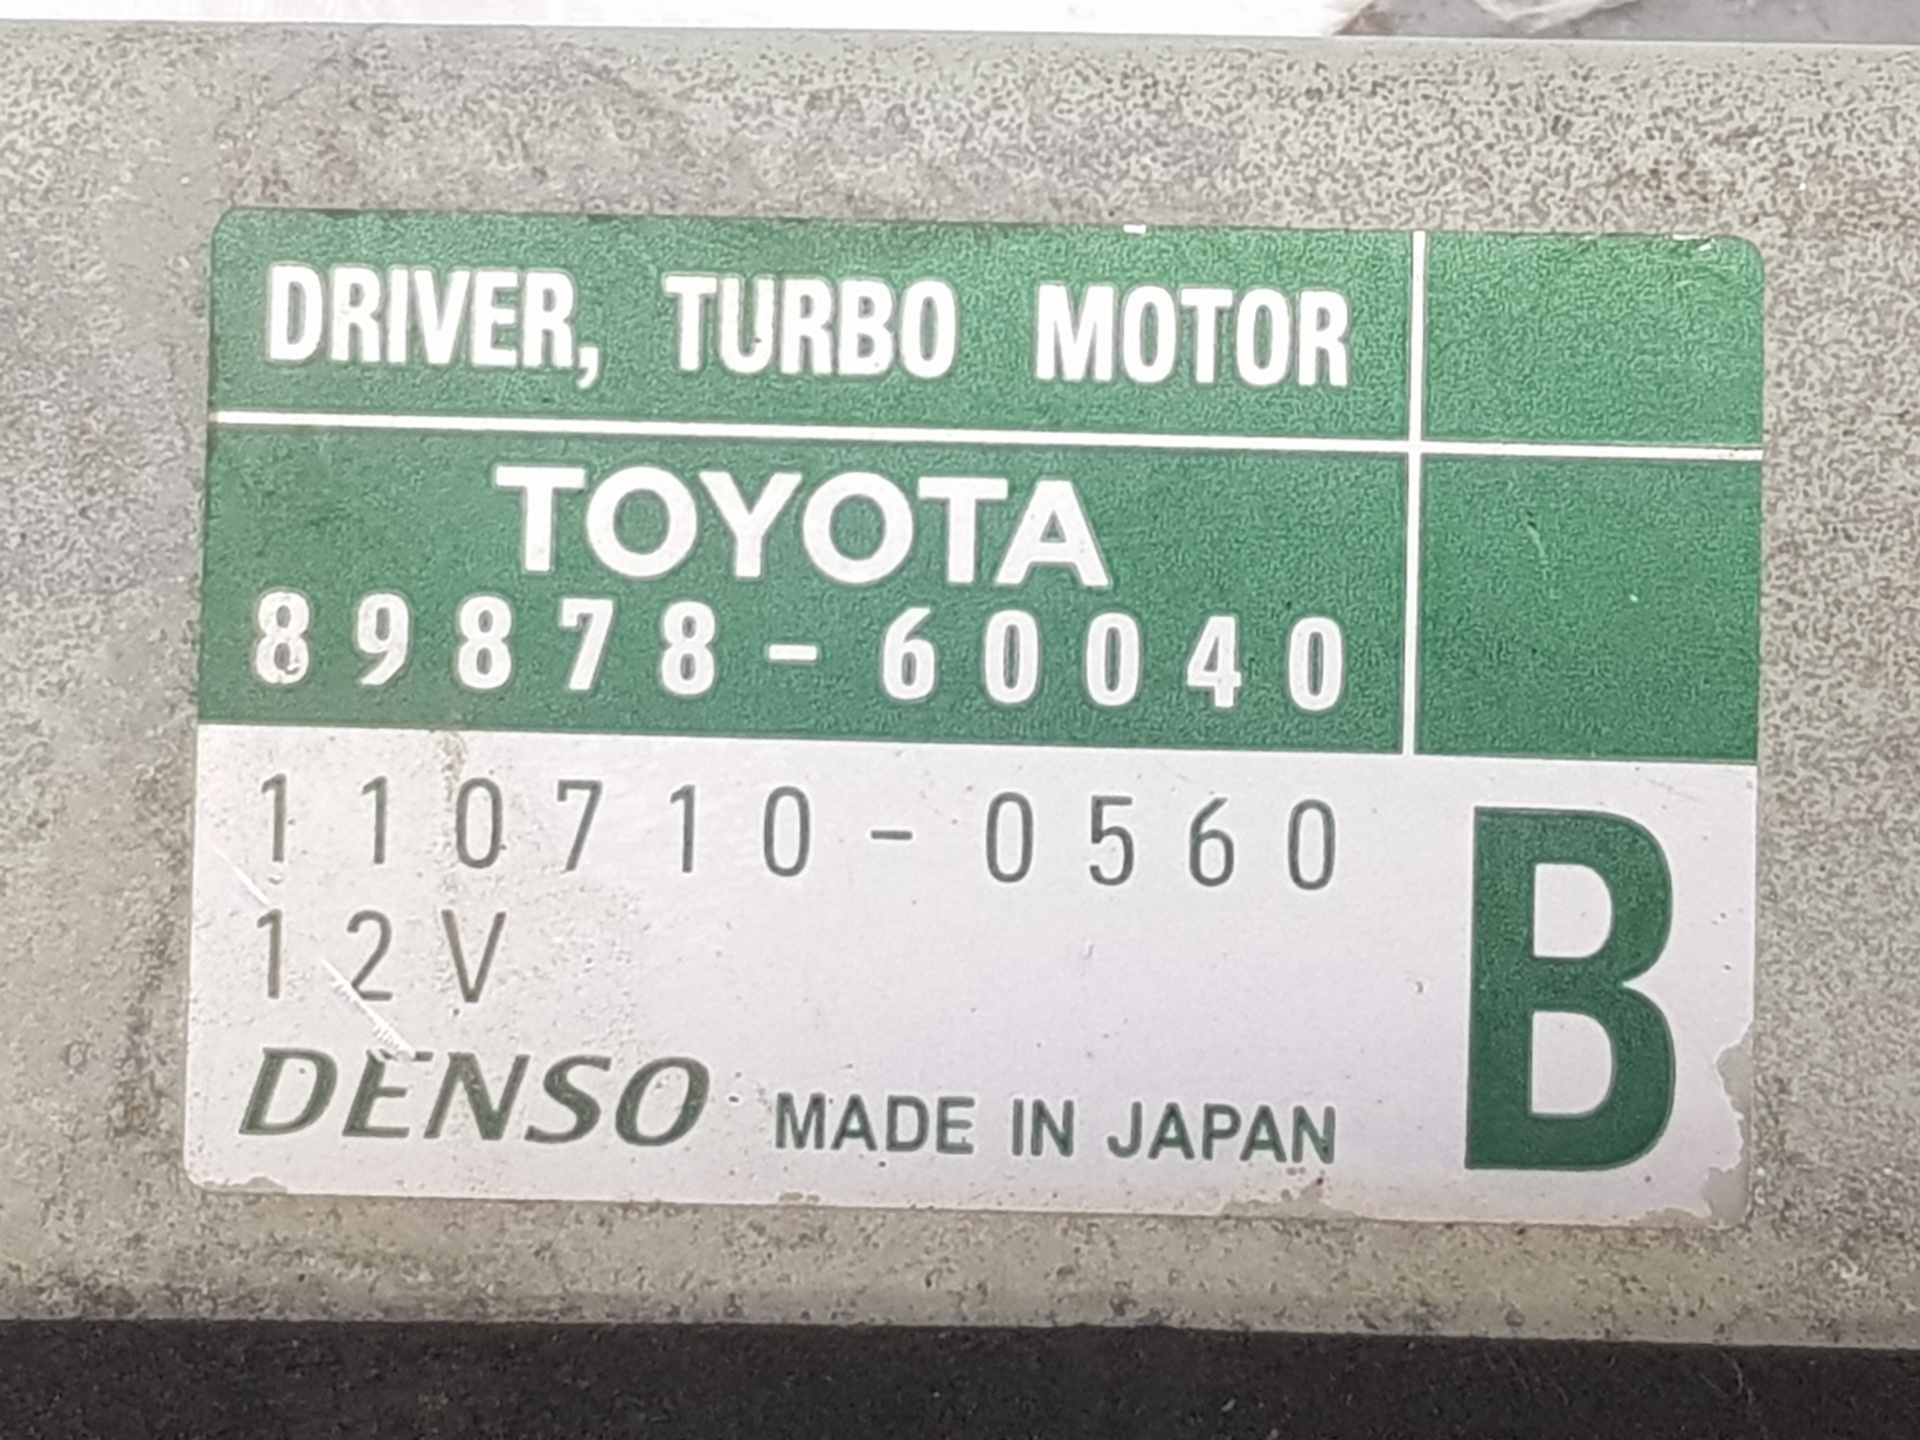 DRIVER, TURBO MOTOR
TOYOTA
89878-60040
110710-0560
12V
DENSO MADE IN JAPAN
B